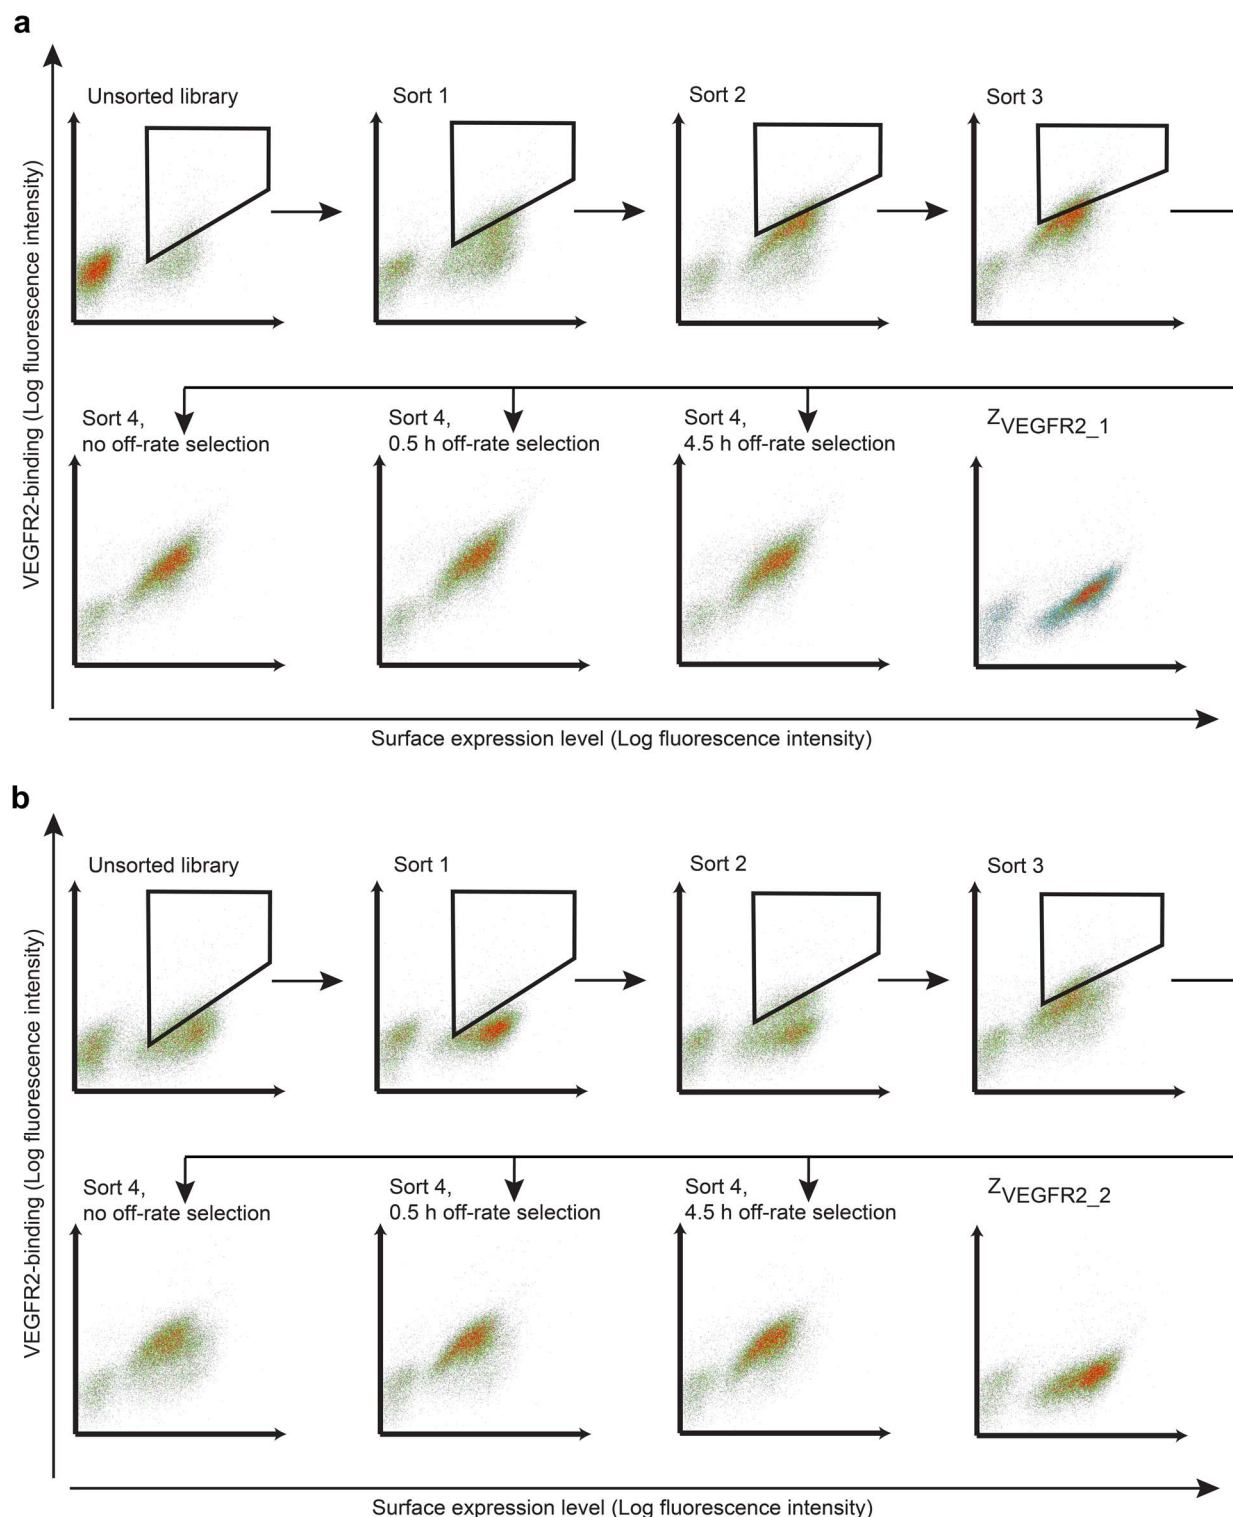 a
VEGFR2-binding (Log fluorescence intensity)
Unsorted library
Sort 1
Sort 2
Sort 3
Sort 4,
no off-rate selection
Sort 4,
0.5 h off-rate selection
Sort 4,
4.5 h off-rate selection
ZVEGFR2_1
Surface expression level (Log fluorescence intensity)
b
VEGFR2-binding (Log fluorescence intensity)
Unsorted library
Sort 1
Sort 2
Sort 3
Sort 4,
no off-rate selection
Sort 4,
0.5 h off-rate selection
Sort 4,
4.5 h off-rate selection
ZVEGFR2_2
Surface expression level (Log fluorescence intensity)